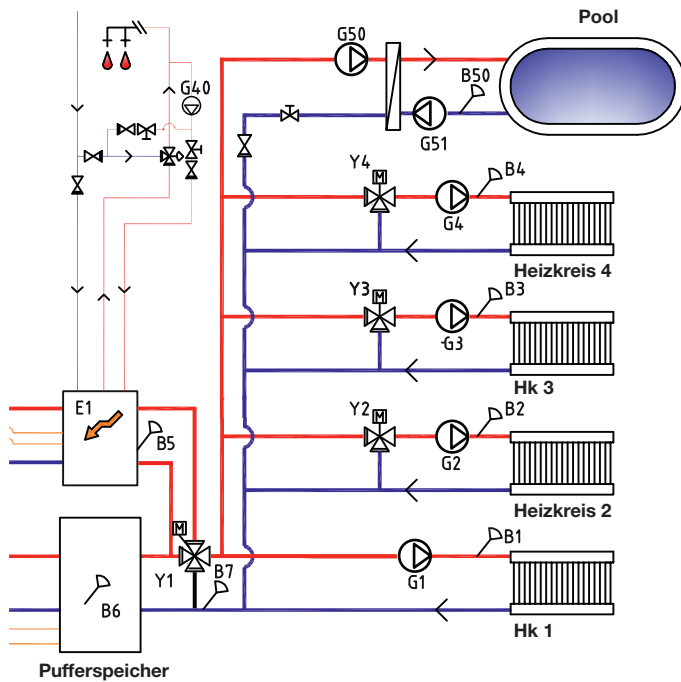 Pool
G50
G40
B50
G51
Y4
M
B4
G4
Heizkreis 4
Y3
M
B3
G3
Hk 3
E1
B5
Y2
M
B2
G2
Heizkreis 2
M
Y1
B7
B1
G1
B6
Hk 1
Pufferspeicher